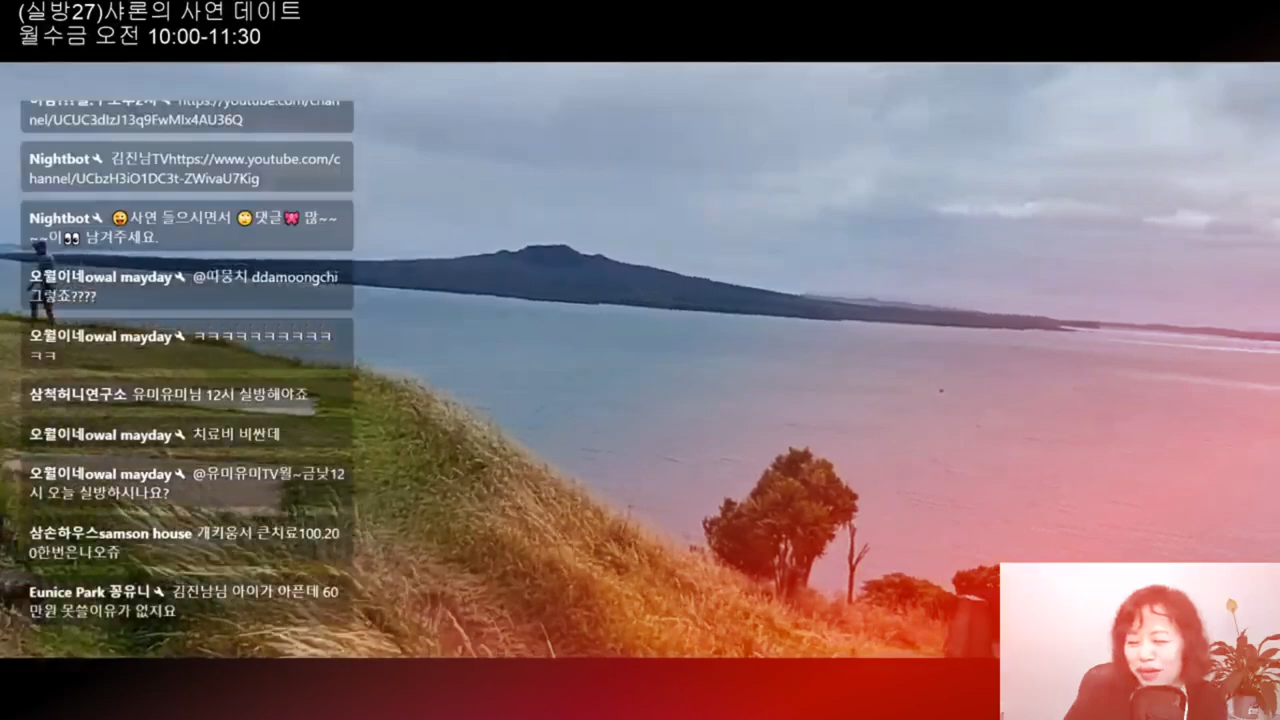 (실방27)샤론의 사연 데이트
월수금 오전 10:00-11:30
https://youtube.com/chan
nel/UCUC3dIzJ13q9FwMIx4AU36Q
Nightbot 김진남TVhttps://www.youtube.com/c
hannel/UCbzH3iO1DC3t-ZWivaU7Kig
Nightbot 😜사연 들으시면서 🙄댓글🎀 많~~
~~이👀 남겨주세요.
오월이네owal mayday @따뭉치 ddamoongchi
그렇죠????
오월이네owal mayday ㅋㅋㅋㅋㅋㅋㅋㅋㅋㅋ
ㅋㅋ
삼척허니연구소 유미유미님 12시 실방해야죠
오월이네owal mayday 치료비 비싼데
오월이네owal mayday @유미유미TV월~금낮12
시 오늘 실방하시나요?
삼손하우스samson house 개키움서 큰치료100.20
0한번은니오쥬
Eunice Park 꽁유니 김진남님 아이가 아픈데 60
만원 못쓸이유가 없지요